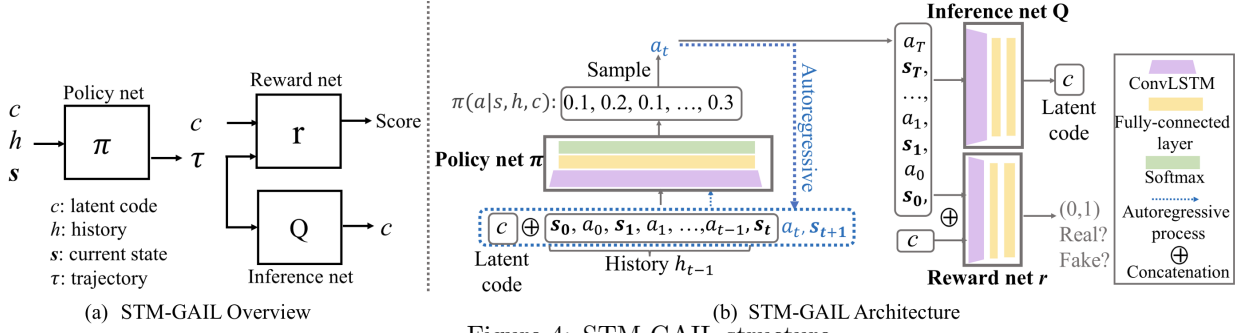 Policy net
c
h
s
π
c
τ
Reward net
r
Score
Q
c
Inference net
c: latent code
h: history
s: current state
τ: trajectory
(a) STM-GAIL Overview
a_t
Sample
π(a|s, h, c):
0.1, 0.2, 0.1, …, 0.3
Policy net π
Autoregressive
c ⊕ s_0, a_0, s_1, a_1, …,a_{t−1}, s_t a_t, s_{t+1}
Latent
code
History h_{t−1}
Inference net Q
a_T
s_T,
…,
a_1,
s_1,
a_0
s_0,
c
Latent
code
⊕
c
(0,1)
Real?
Fake?
Reward net r
ConvLSTM
Fully-connected
layer
Softmax
Autoregressive
process
⊕
Concatenation
(b) STM-GAIL Architecture